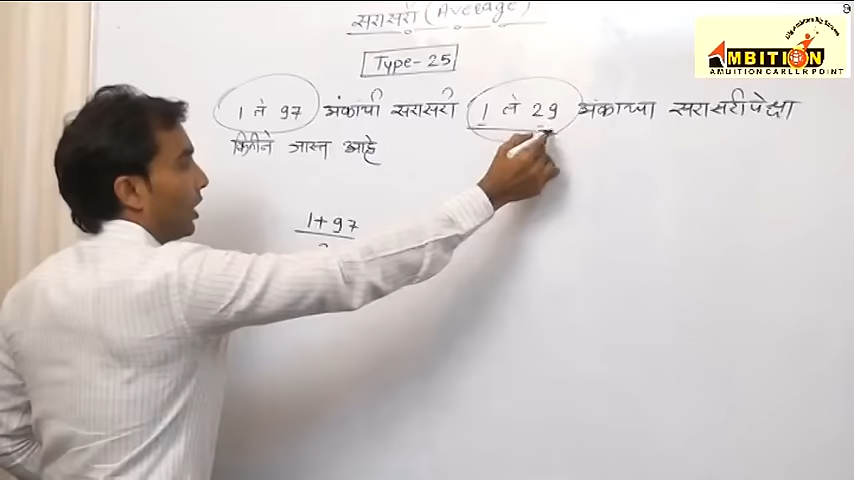 सरासरी (Average)
Type-25
1 ते 97 अंकांची सरासरी 1 ते 29 अंकाच्या सरासरीपेक्षा
कितीने जास्त आहे
1+97
AMBITION
CAREER POINT